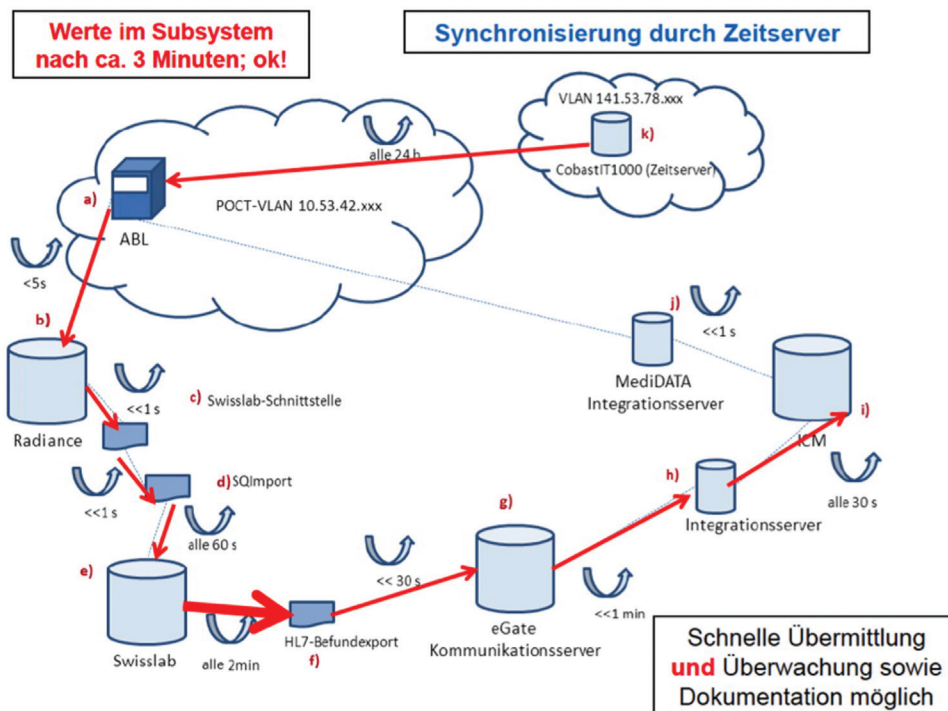 Werte im Subsystem
nach ca. 3 Minuten; ok!
Synchronisierung durch Zeitserver
VLAN 141.53.78.xxx
k)
CobasIT1000 (Zeitserver)
alle 24 h
a)
POCT-VLAN 10.53.42.xxx
ABL
<5s
b)
Radiance
<<1s
c) Swisslab-Schnittstelle
<<1 s
d) SQImport
alle 60 s
e)
Swisslab
alle 2min
HL7-Befundexport
f)
<< 30 s
g)
eGate
Kommunikationsserver
<<1 min
h)
Integrationsserver
alle 30 s
i)
ICM
j)
<<1 s
MediDATA
Integrationsserver
Schnelle Übermittlung
und Überwachung sowie
Dokumentation möglich